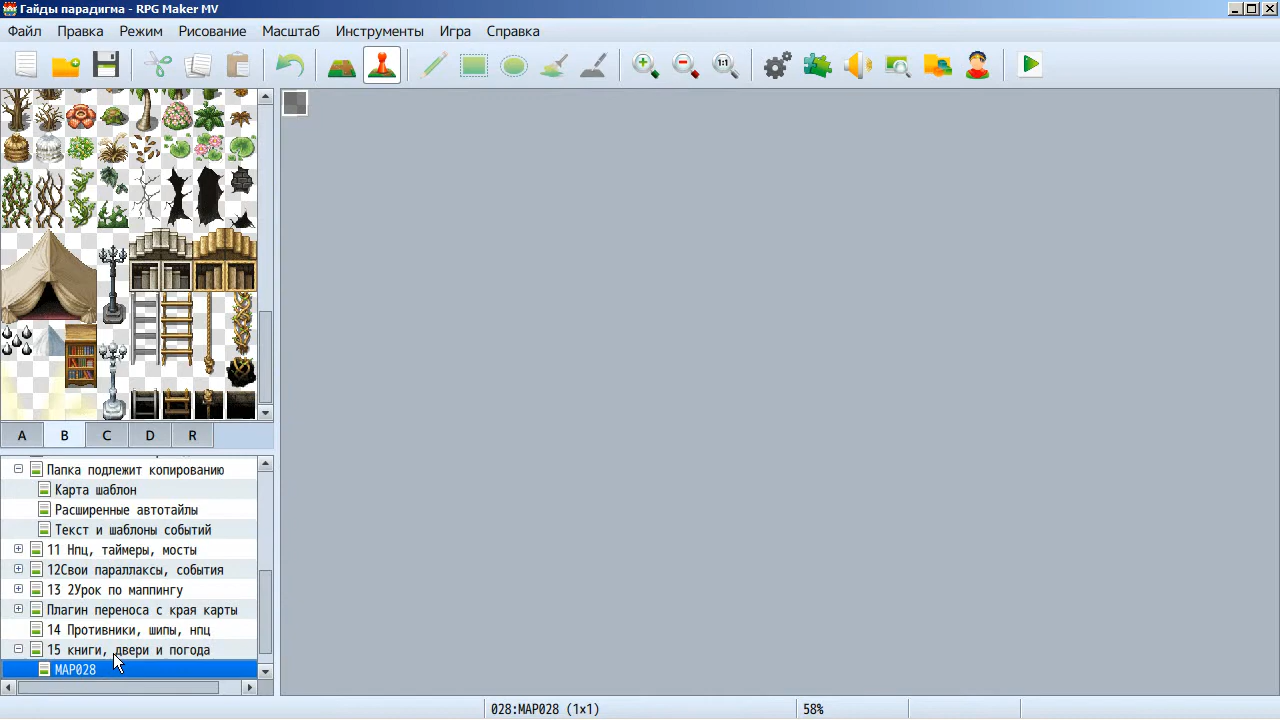 Гайды парадигма - RPG Maker MV
Файл Правка Режим Рисование Масштаб Инструменты Игра Справка
1:1
A B C D R
Папка подлежит копированию
Карта шаблон
Расширенные автотайлы
Текст и шаблоны событий
11 Нпц, таймеры, мосты
12Свои параллаксы, события
13 2Урок по маппингу
Плагин переноса с края карты
14 Противники, шипы, нпц
15 книги, двери и погода
MAP028
028:MAP028 (1x1) 58%